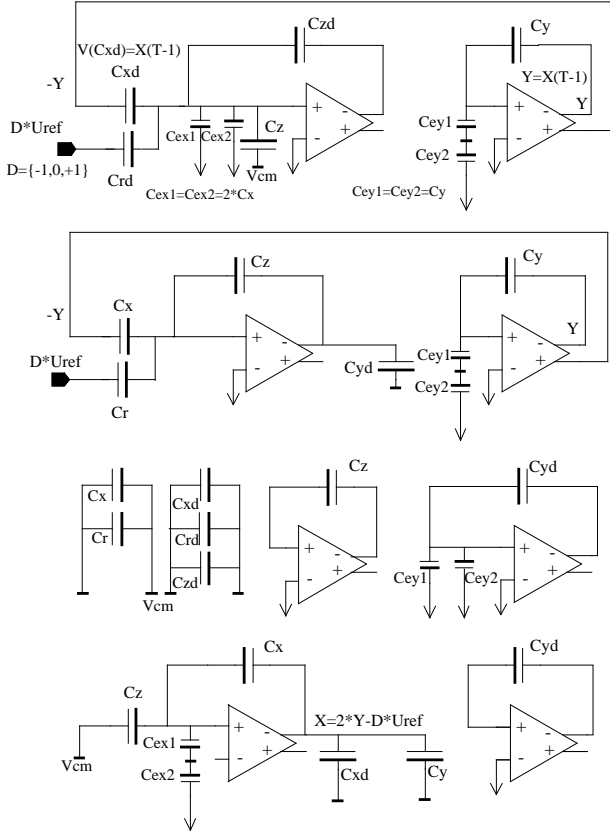 V(Cxd)=X(T-1)
Cxd
-Y
Czd
Cy
Y=X(T-1)
Y
D*Uref
Crd
D={-1,0,+1}
Cex1
Cex2
Cz
Vcm
Cex1=Cex2=2*Cx
+
-
-
+
Cey1
Cey2
Cey1=Cey2=Cy
+
-
-
+
Cz
Cy
Cx
-Y
D*Uref
Cr
+
-
-
+
Cyd
Cey1
Cey2
+
-
-
+
Y
Cx
Cr
Cxd
Crd
Czd
Vcm
Cz
+
-
-
+
Cyd
Cey1
Cey2
+
-
-
+
Cx
Cz
Vcm
Cex1
Cex2
+
-
-
+
X=2*Y-D*Uref
Cxd
Cy
Cyd
+
-
-
+